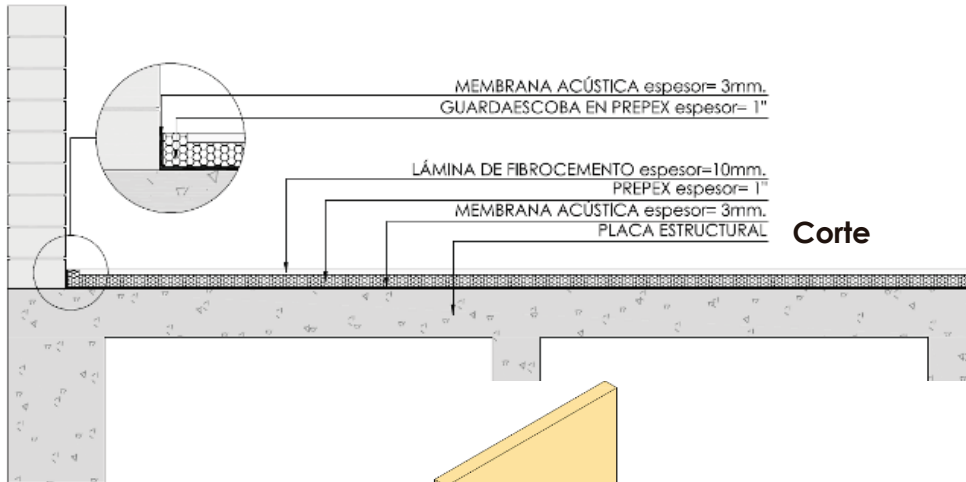 MEMBRANA ACÚSTICA espesor= 3mm.
GUARDAESCOBA EN PREPEX espesor= 1"
LÁMINA DE FIBROCEMENTO espesor=10mm.
PREPEX espesor= 1"
MEMBRANA ACÚSTICA espesor= 3mm.
PLACA ESTRUCTURAL
Corte